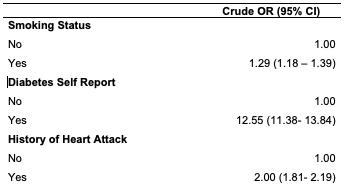 Crude OR (95% CI)
Smoking Status
No 1.00
Yes 1.29 (1.18 – 1.39)
Diabetes Self Report
No 1.00
Yes 12.55 (11.38- 13.84)
History of Heart Attack
No 1.00
Yes 2.00 (1.81- 2.19)